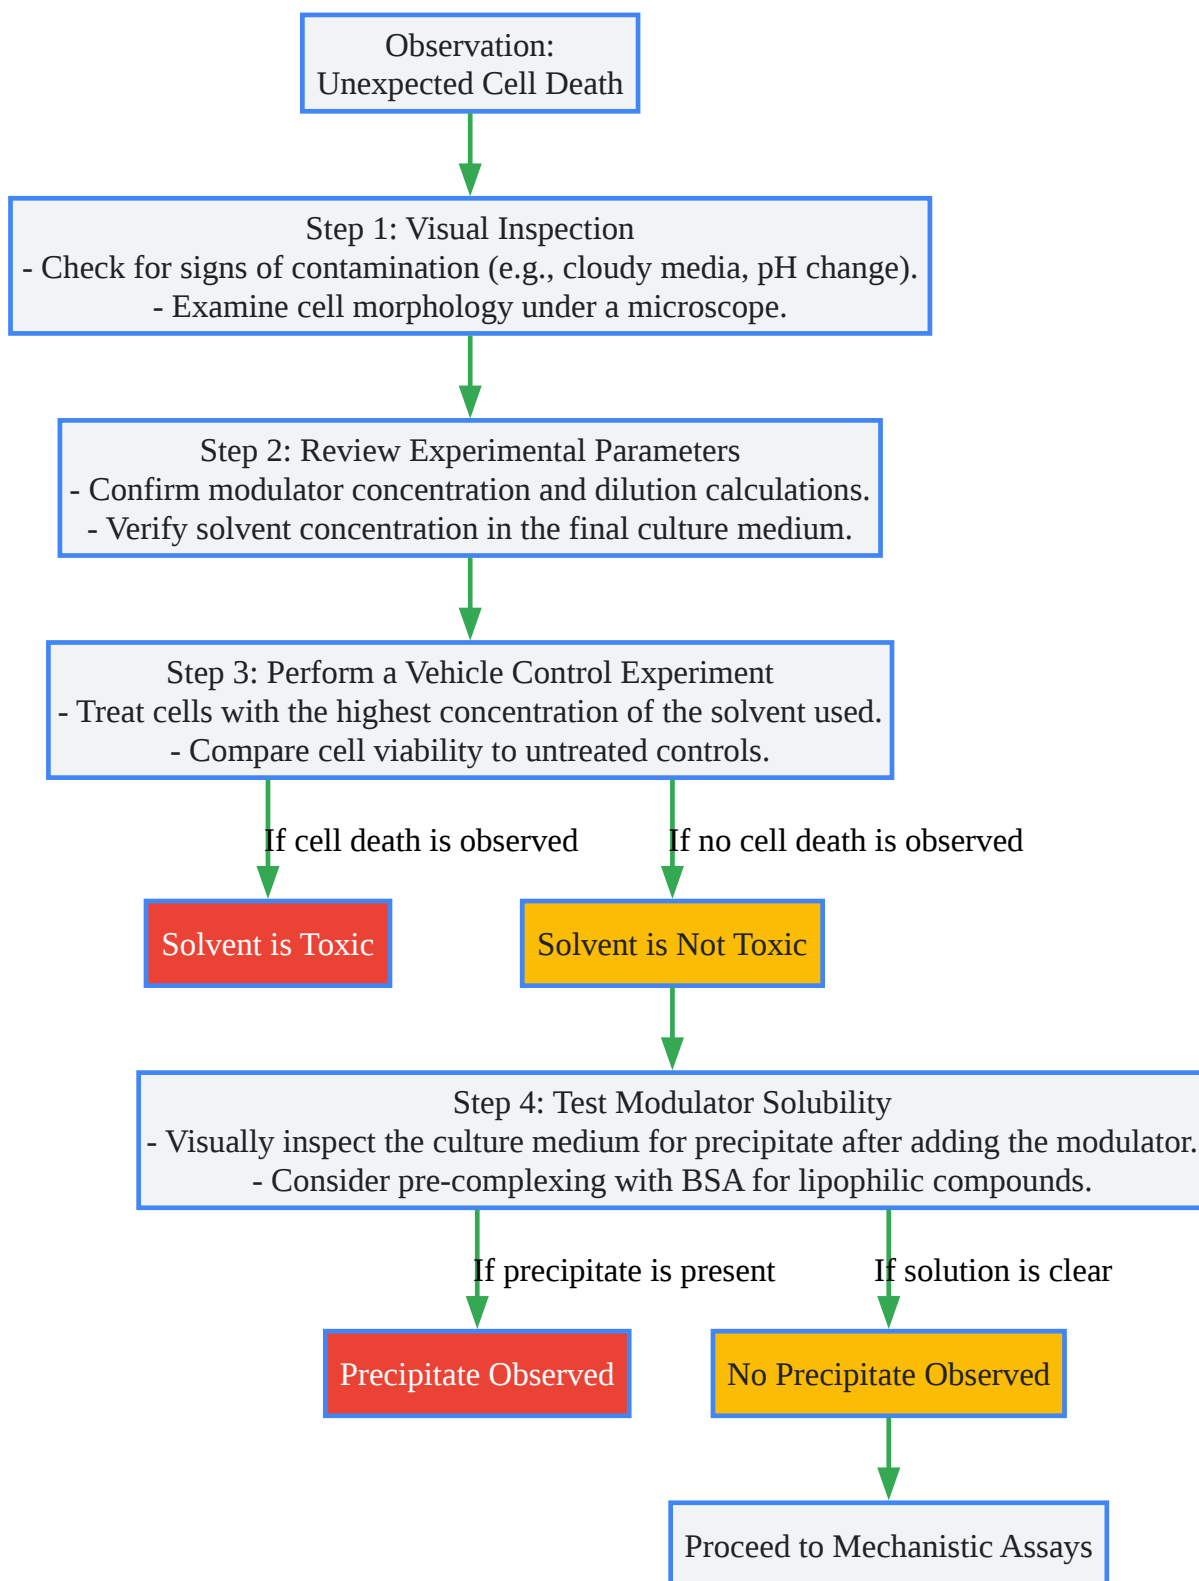 Observation:
Unexpected Cell Death
Step 1: Visual Inspection
- Check for signs of contamination (e.g., cloudy media, pH change).
- Examine cell morphology under a microscope.
Step 2: Review Experimental Parameters
- Confirm modulator concentration and dilution calculations.
- Verify solvent concentration in the final culture medium.
Step 3: Perform a Vehicle Control Experiment
- Treat cells with the highest concentration of the solvent used.
- Compare cell viability to untreated controls.
If cell death is observed
If no cell death is observed
Solvent is Toxic
Solvent is Not Toxic
Step 4: Test Modulator Solubility
- Visually inspect the culture medium for precipitate after adding the modulator.
- Consider pre-complexing with BSA for lipophilic compounds.
If precipitate is present
If solution is clear
Precipitate Observed
No Precipitate Observed
Proceed to Mechanistic Assays